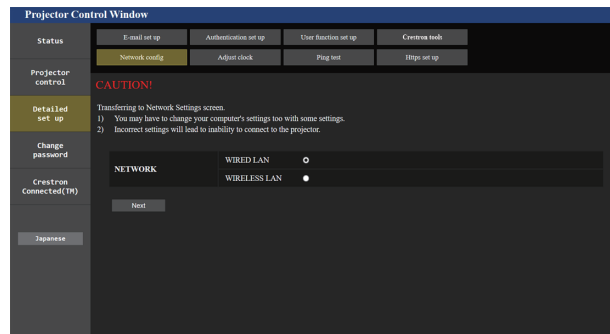 Projector Control Window
Status
Projector
control
Detailed
set up
Change
password
Crestron
Connected(TM)
Japanese
E-mail set up
Authentication set up
User function set up
Crestron tools
Network config
Adjust clock
Ping test
Https set up
CAUTION!
Transferring to Network Settings screen.
1) You may have to change your computer's settings too with some settings.
2) Incorrect settings will lead to inability to connect to the projector.
NETWORK
WIRED LAN
WIRELESS LAN
Next